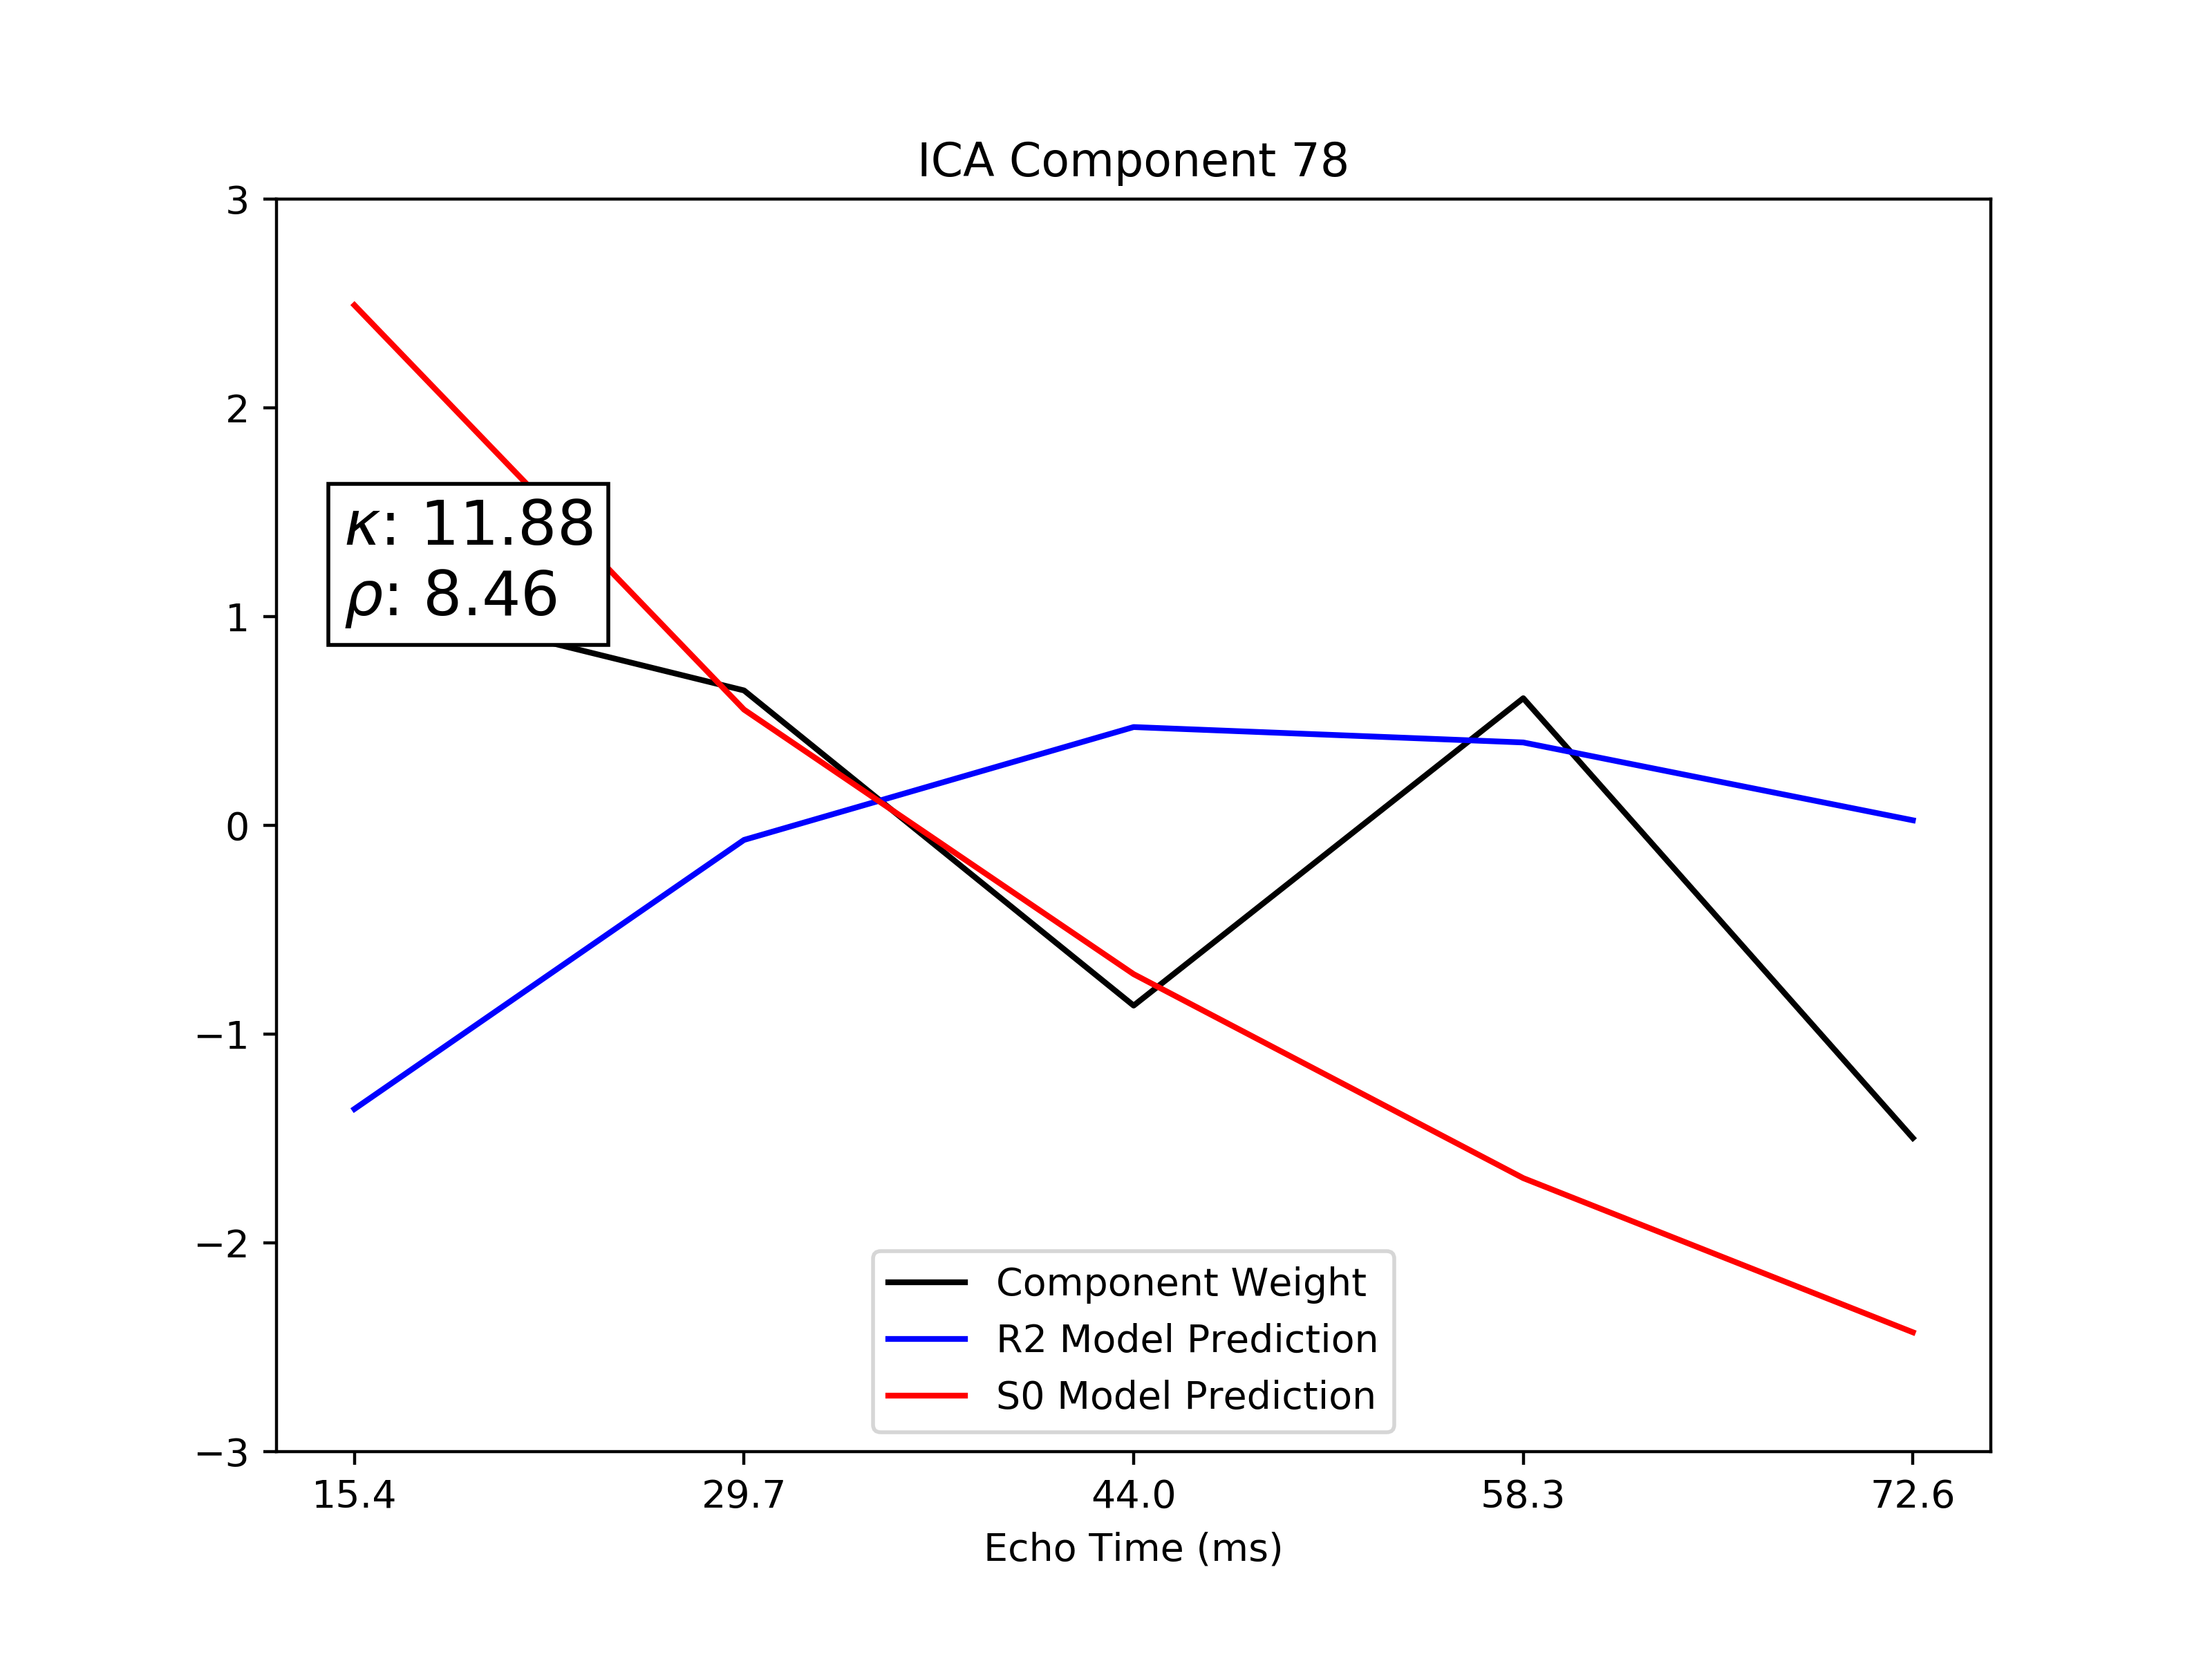 ICA Component 78
3
2
1
0
−1
−2
−3
κ: 11.88
ρ: 8.46
Component Weight
R2 Model Prediction
S0 Model Prediction
15.4 29.7 44.0 58.3 72.6
Echo Time (ms)